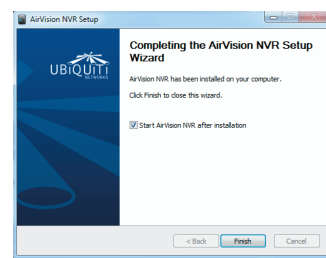 AirVision NVR Setup
UBIQUITI
NETWORKS
Completing the AirVision NVR Setup
Wizard
AirVision NVR has been installed on your computer.
Click Finish to close this wizard.
Start AirVision NVR after installation
< Back
Finish
Cancel